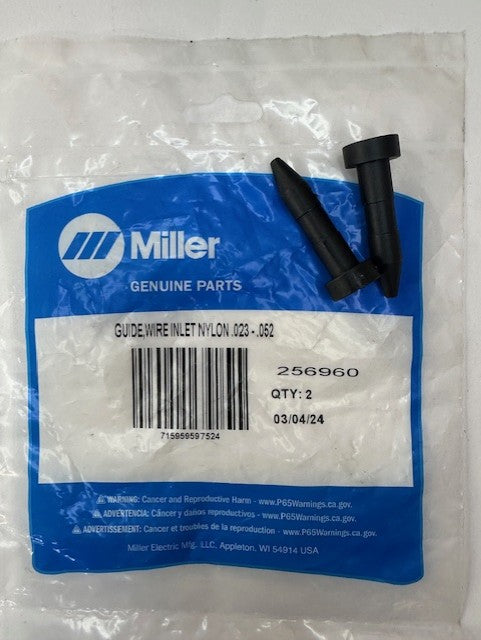 Miller
GENUINE PARTS
GUIDE,WIRE INLET NYLON .023 - .052
256960
QTY: 2
03/04/24
715959597524
WARNING: Cancer and Reproductive Harm - www.P65Warnings.ca.gov.
ADVERTENCIA: Cáncer y daños reproductivos - www.P65Warnings.ca.gov.
ADVERTISSEMENT: Cancer et troubles de la reproduction - www.P65Warnings.ca.gov.
Miller Electric Mfg. LLC, Appleton, WI 54914 USA